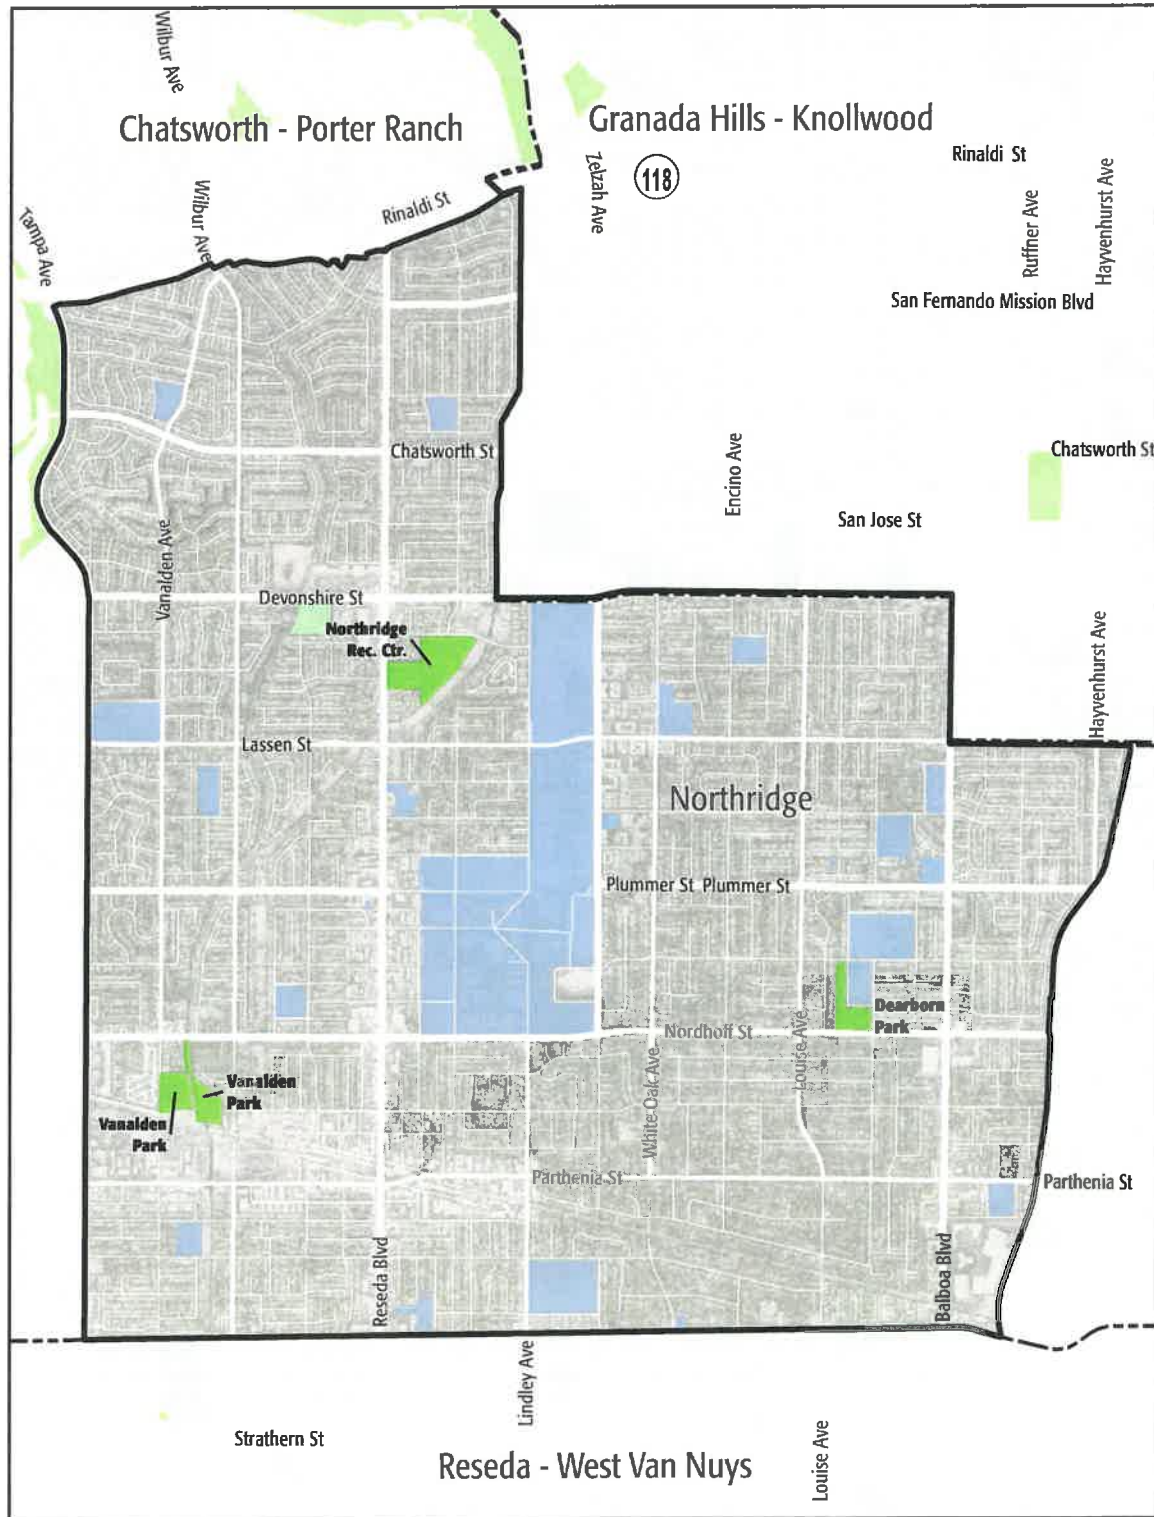 Wilbur Ave
Chatsworth - Porter Ranch
Granada Hills - Knollwood
Rinaldi St
118
Zelzah Ave
Ruffner Ave
Hayvenhurst Ave
Tampa Ave
Wilbur Ave
Rinaldi St
San Fernando Mission Blvd
Chatsworth St
Encino Ave
Chatsworth St
San Jose St
Vanalden Ave
Devonshire St
Northridge
Rec. Ctr.
Hayvenhurst Ave
Lassen St
Northridge
Plummer St Plummer St
Dearborn
Park
Nordhoff St
Louise Ave
White Oak Ave
Vanalden
Park
Vanalden
Park
Parthenia St
Parthenia St
Reseda Blvd
Balboa Blvd
Lindley Ave
Strathern St
Louise Ave
Reseda - West Van Nuys